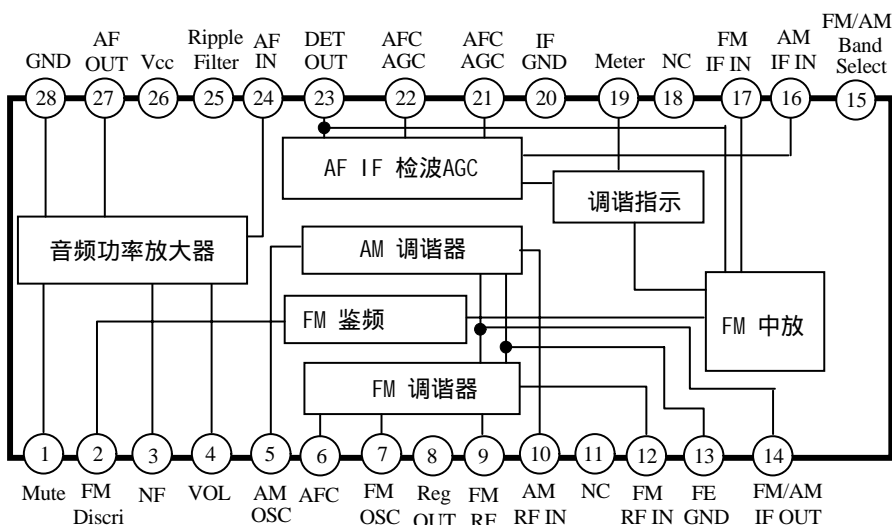 GND
AF
OUT
Vcc
Ripple
Filter
AF
IN
DET
OUT
AFC
AGC
AFC
AGC
IF
GND
Meter
NC
FM
IF IN
AM
IF IN
FM/AM
Band
Select
28
27
26
25
24
23
22
21
20
19
18
17
16
15
AF IF 检波AGC
调谐指示
音频功率放大器
AM 调谐器
FM 鉴频
FM 中放
FM 调谐器
1
2
3
4
5
6
7
8
9
10
11
12
13
14
Mute
FM
Discri
NF
VOL
AM
OSC
AFC
FM
OSC
Reg
OUT
FM
RF
AM
RF IN
NC
FM
RF IN
FE
GND
FM/AM
IF OUT